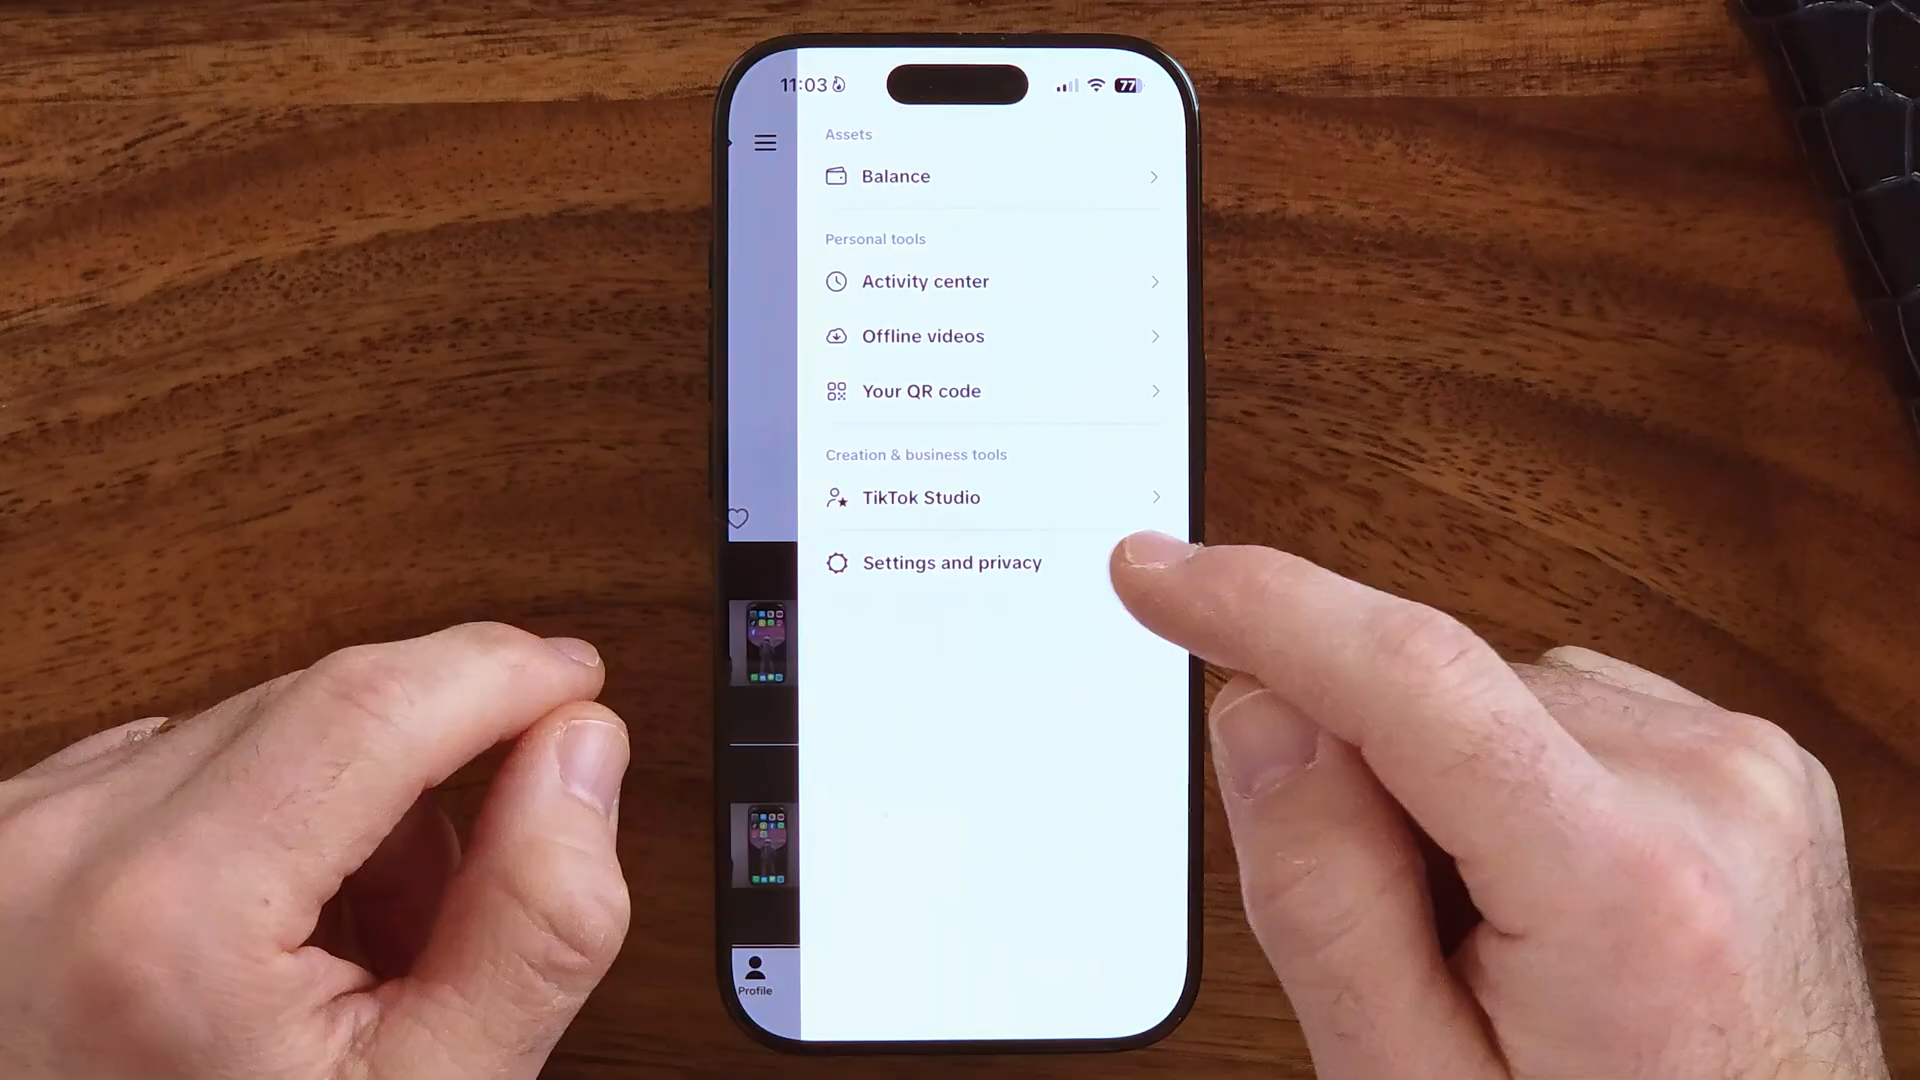 11:03
77
Assets
Balance
Personal tools
Activity center
Offline videos
Your QR code
Creation & business tools
TikTok Studio
Settings and privacy
Profile